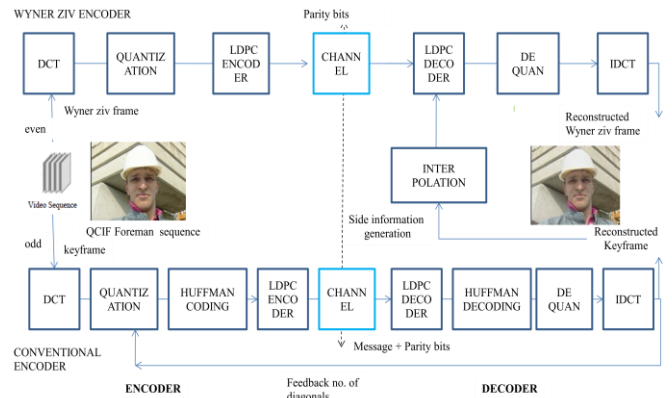 WYNER ZIV ENCODER
Parity bits
DCT
QUANTIZ
ATION
LDPC
ENCOD
ER
CHANN
EL
LDPC
DECO
DER
DE
QUAN
IDCT
Wyner ziv frame
even
Reconstructed
Wyner ziv frame
INTER
POLATION
Video Sequence
Side information
generation
QCIF Foreman sequence
Reconstructed
Keyframe
odd
keyframe
DCT
QUANTIZ
ATION
HUFFMAN
CODING
LDPC
ENCO
DER
CHANN
EL
LDPC
DECO
DER
HUFFMAN
DECODING
DE
QUAN
IDCT
Message + Parity bits
CONVENTIONAL
ENCODER
ENCODER
Feedback no. of
diagonals
DECODER